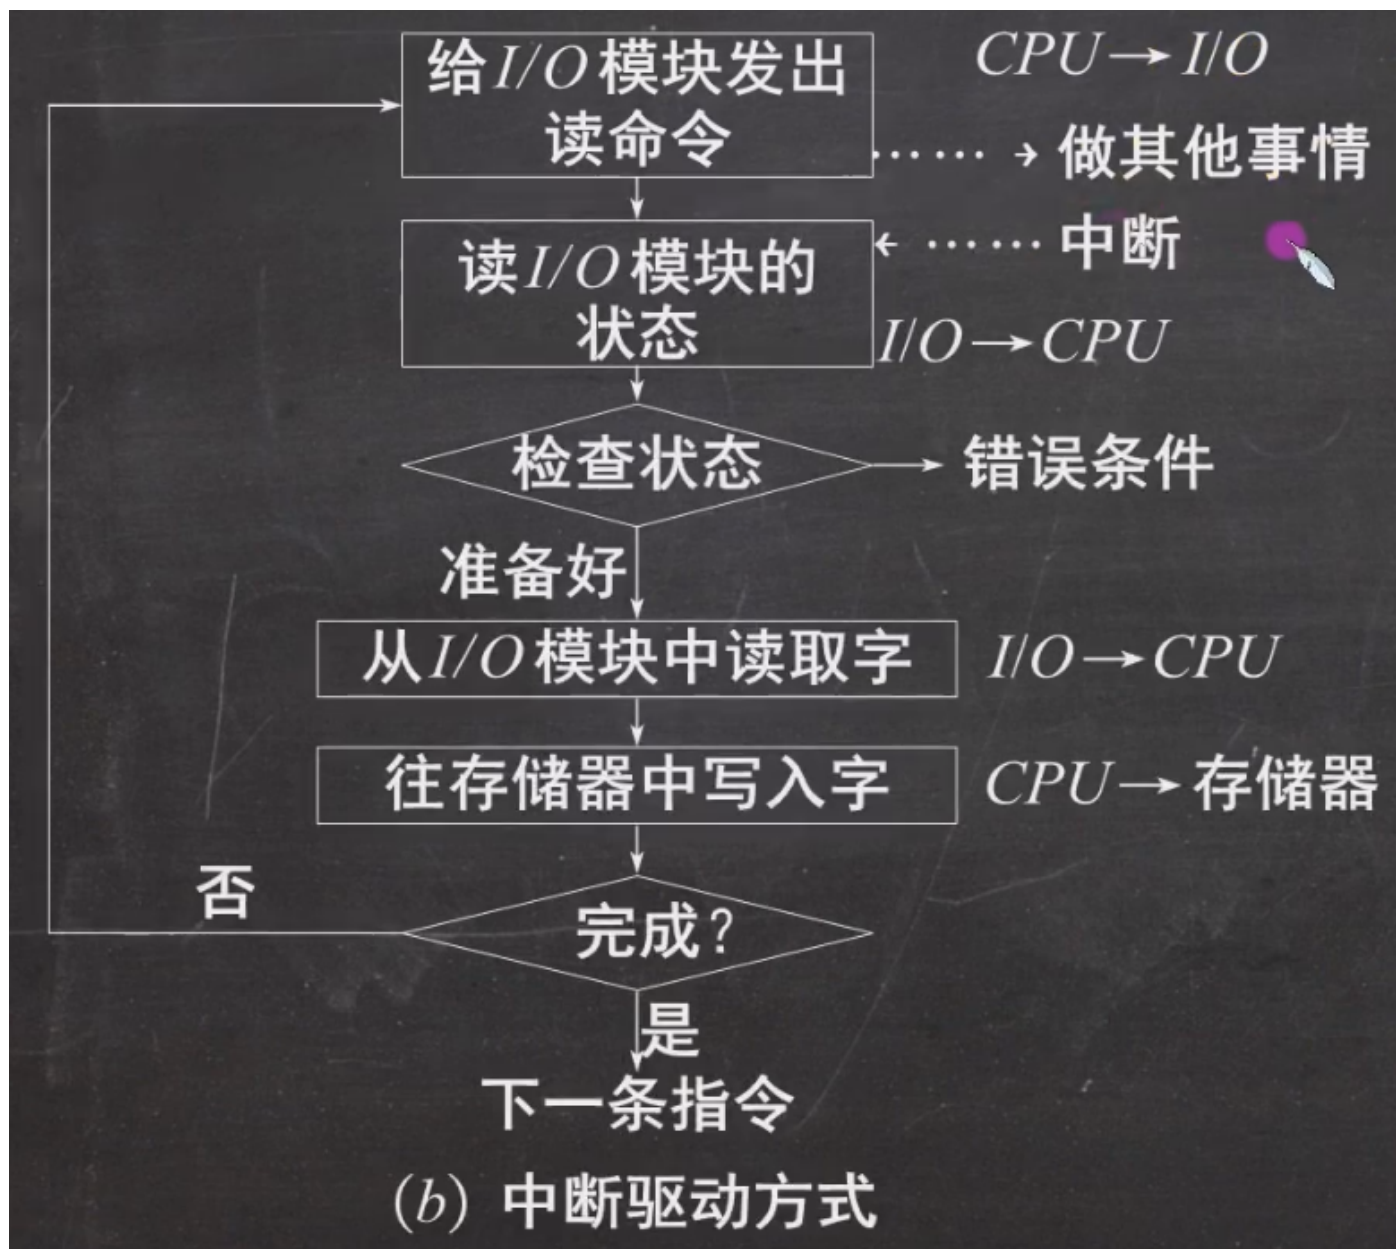 给I/O模块发出
读命令
CPU→I/O
……→做其他事情
读I/O模块的
状态
←……中断
I/O→CPU
检查状态
错误条件
准备好
从I/O模块中读取字
I/O→CPU
往存储器中写入字
CPU→存储器
否
完成?
是
下一条指令
(b) 中断驱动方式